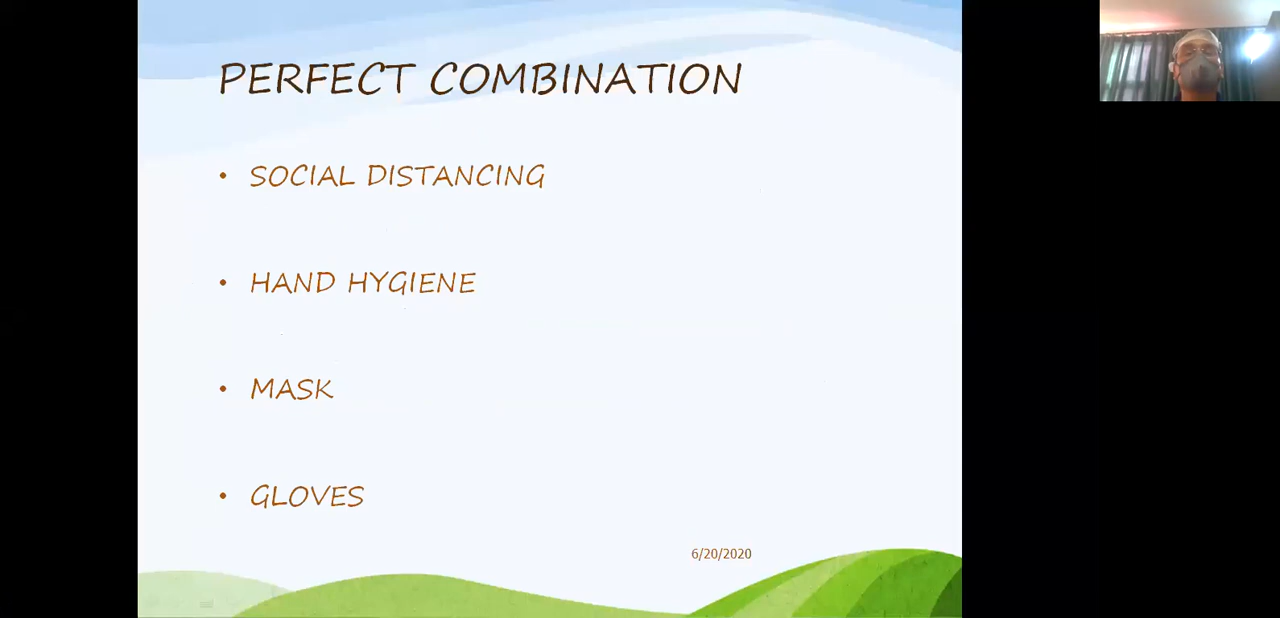 PERFECT COMBINATION
• SOCIAL DISTANCING
• HAND HYGIENE
• MASK
• GLOVES
6/20/2020